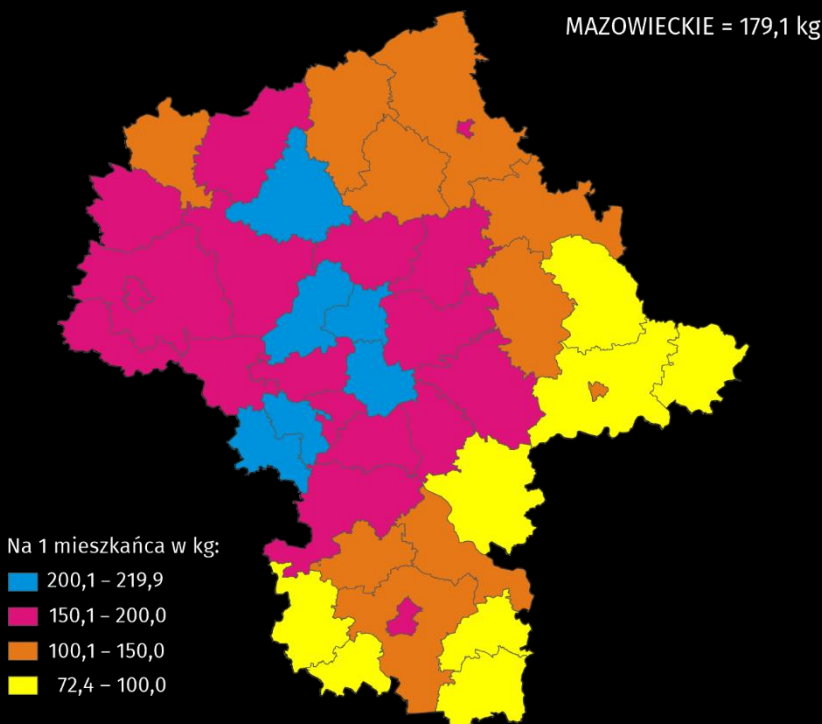 MAZOWIECKIE = 179,1 kg
Na 1 mieszkańca w kg:
200,1 – 219,9
150,1 – 200,0
100,1 – 150,0
72,4 – 100,0